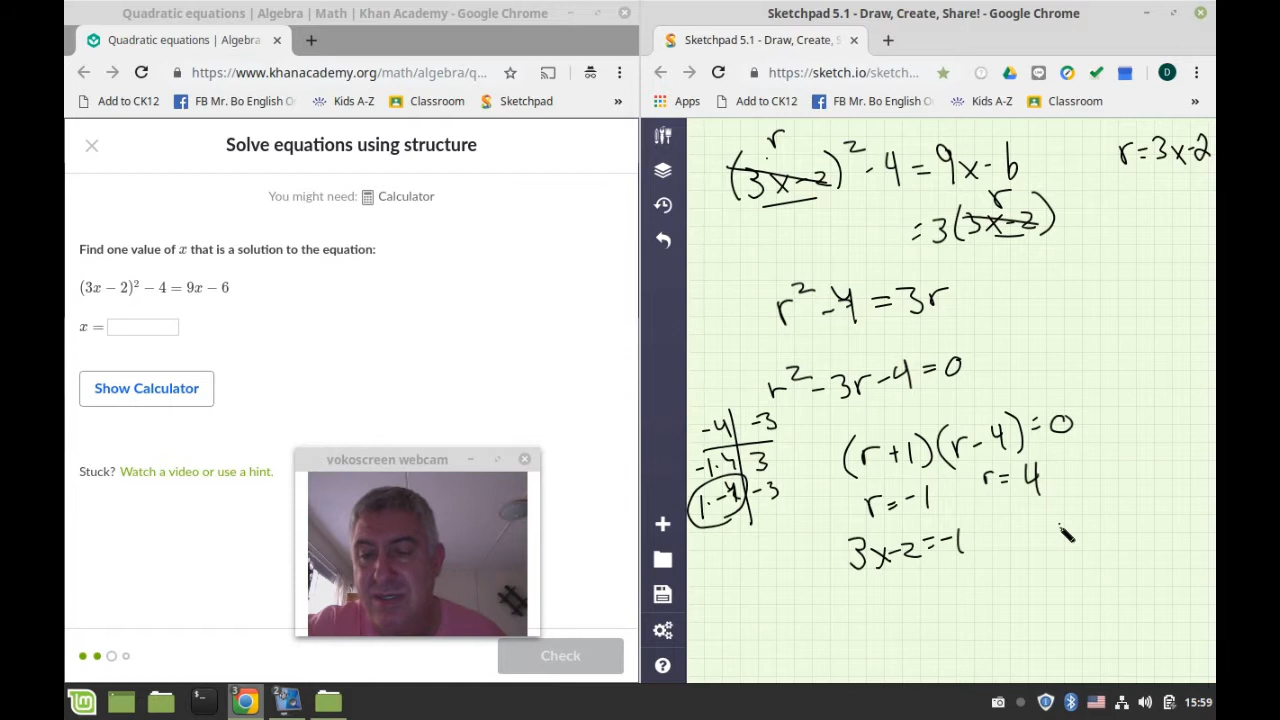 Quadratic equations | Algebra | Math | Khan Academy - Google Chrome
Quadratic equations | Algebra
https://www.khanacademy.org/math/algebra/q...
Add to CK12 FB Mr. Bo English O Kids A-Z Classroom Sketchpad »
Solve equations using structure
You might need: Calculator
Find one value of x that is a solution to the equation:
(3x − 2)² − 4 = 9x − 6
x =
Show Calculator
Stuck? Watch a video or use a hint.
vokoscreen webcam
Check
Sketchpad 5.1 - Draw, Create, Share! - Google Chrome
Sketchpad 5.1 - Draw, Create, S
https://sketch.io/sketch...
D
Apps Add to CK12 FB Mr. Bo English O Kids A-Z Classroom »
r
(3x-2)² - 4 = 9x - 6
r = 3x-2
r
= 3(3x-2)
r² - 4 = 3r
r² - 3r - 4 = 0
-4 | -3
-1·4 | 3
1·-4 | -3
(r+1)(r-4) = 0
r = -1 r = 4
3x-2 = -1
3 2 15:59